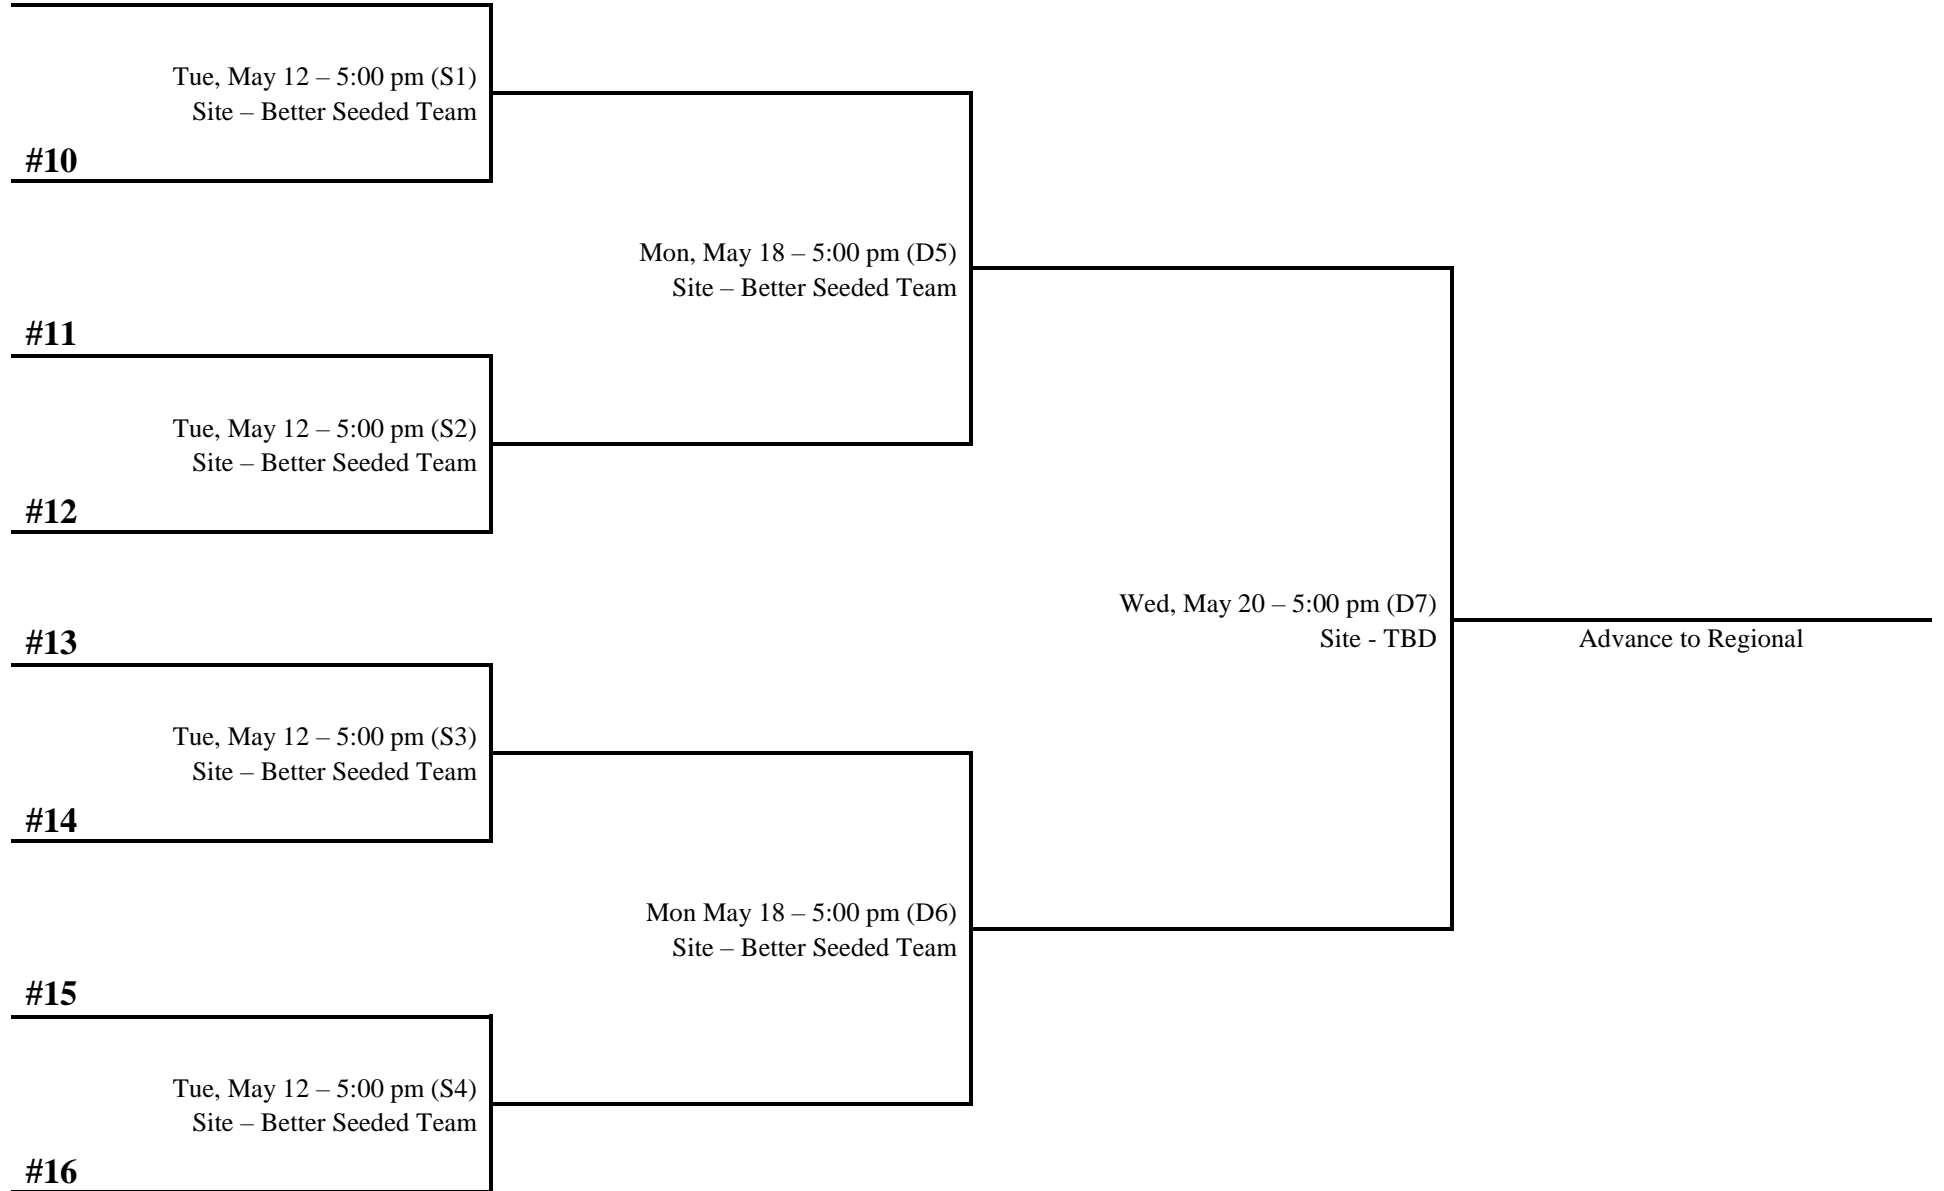 Tue, May 12 – 5:00 pm (S1)
Site – Better Seeded Team
#10
Mon, May 18 – 5:00 pm (D5)
Site – Better Seeded Team
#11
Tue, May 12 – 5:00 pm (S2)
Site – Better Seeded Team
#12
Wed, May 20 – 5:00 pm (D7)
Site - TBD
Advance to Regional
#13
Tue, May 12 – 5:00 pm (S3)
Site – Better Seeded Team
#14
Mon May 18 – 5:00 pm (D6)
Site – Better Seeded Team
#15
Tue, May 12 – 5:00 pm (S4)
Site – Better Seeded Team
#16